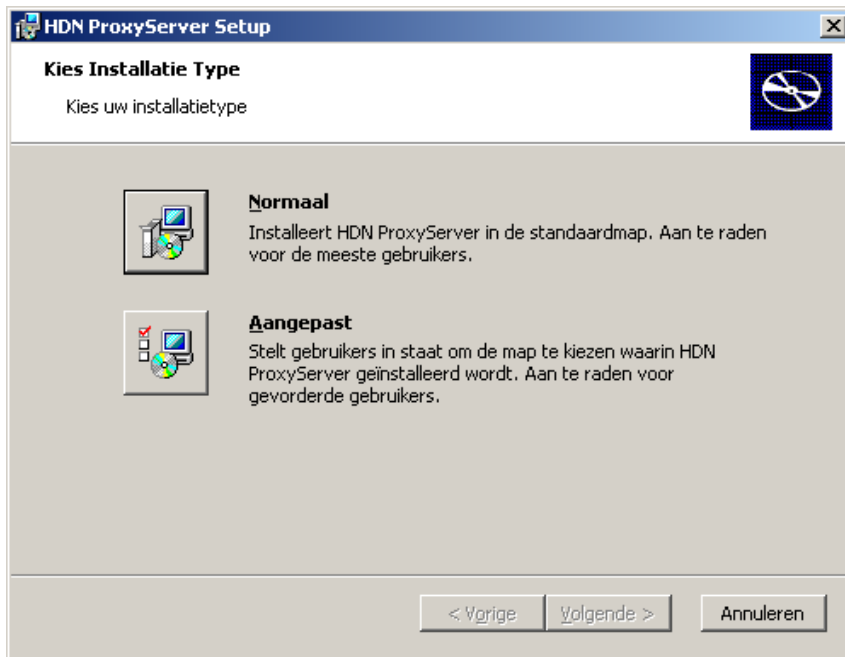 HDN ProxyServer Setup
Kies Installatie Type
Kies uw installatietype
Normaal
Installeert HDN ProxyServer in de standaardmap. Aan te raden
voor de meeste gebruikers.
Aangepast
Stelt gebruikers in staat om de map te kiezen waarin HDN
ProxyServer geïnstalleerd wordt. Aan te raden voor
gevorderde gebruikers.
< Vorige
Volgende >
Annuleren